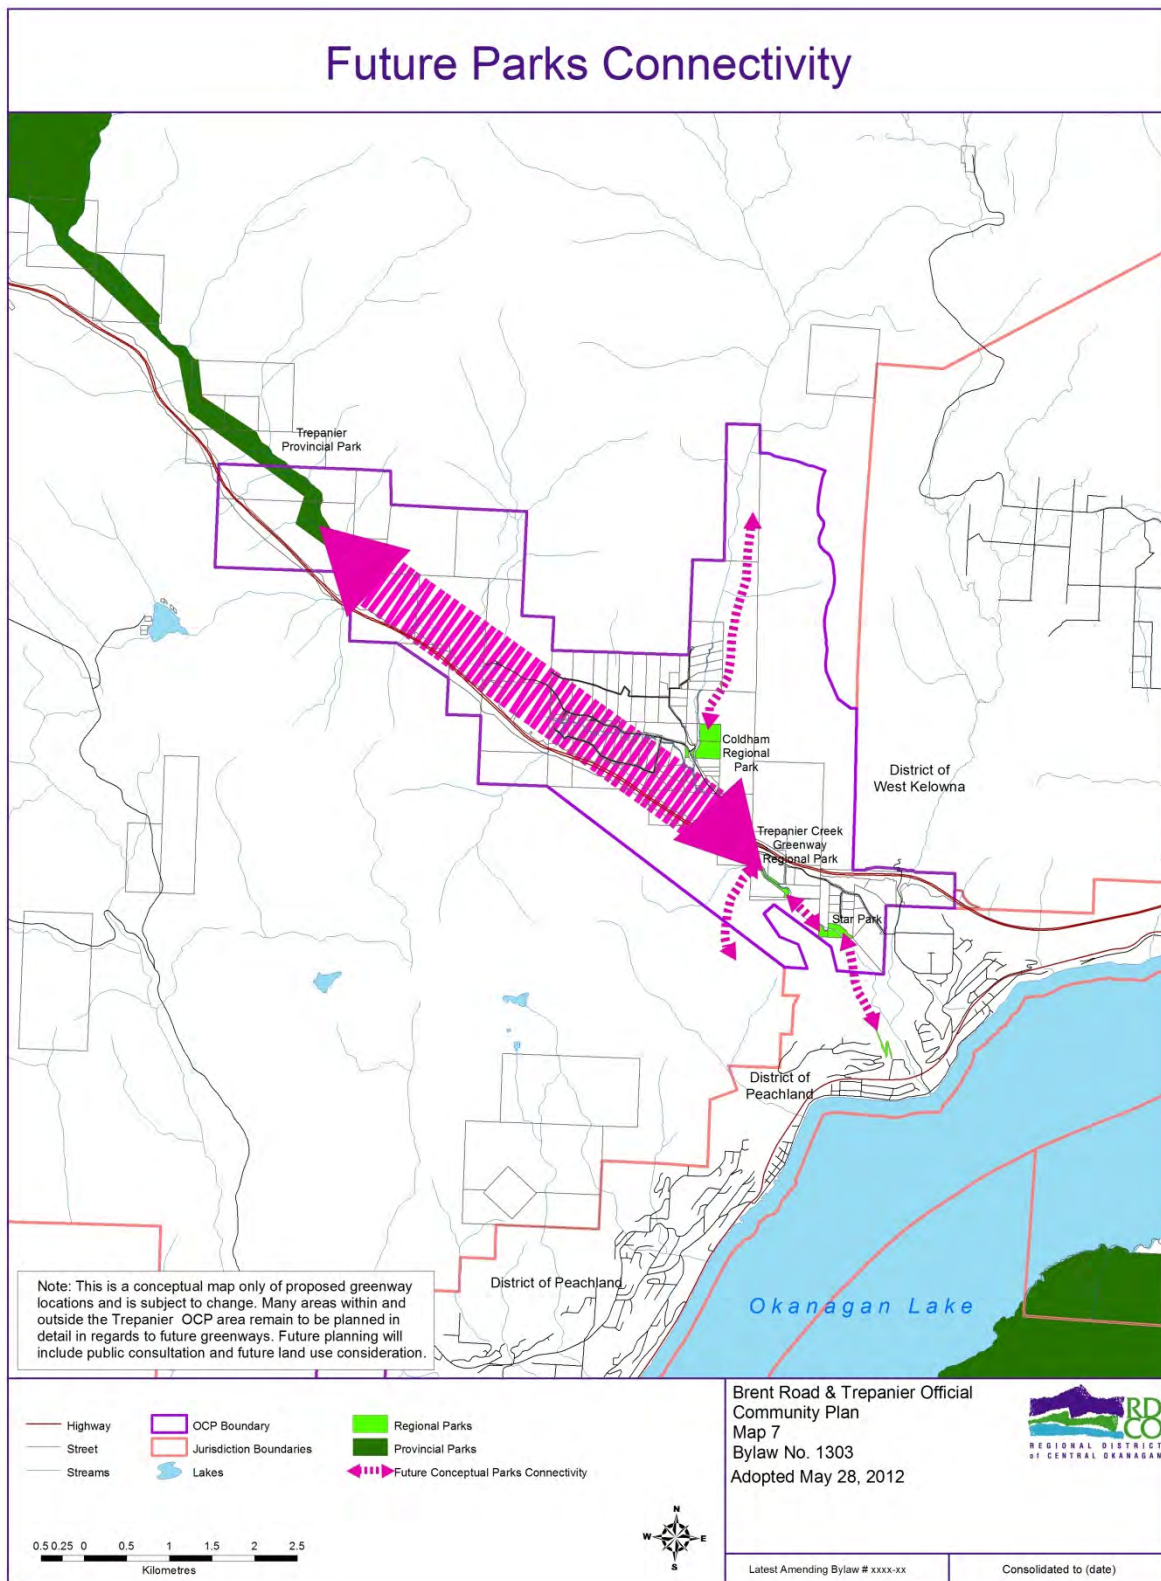 Future Parks Connectivity
Trepanier
Provincial Park
Coldham
Regional
Park
District of
West Kelowna
Trepanier Creek
Greenway
Regional Park
Star Park
District of
Peachland
District of Peachland
Okanagan Lake
Note: This is a conceptual map only of proposed greenway
locations and is subject to change. Many areas within and
outside the Trepanier OCP area remain to be planned in
detail in regards to future greenways. Future planning will
include public consultation and future land use consideration.
Highway
Street
Streams
OCP Boundary
Jurisdiction Boundaries
Lakes
Regional Parks
Provincial Parks
Future Conceptual Parks Connectivity
0.5 0.25 0 0.5 1 1.5 2 2.5
Kilometres
N
W E
S
Brent Road & Trepanier Official
Community Plan
Map 7
Bylaw No. 1303
Adopted May 28, 2012
RD
CO
REGIONAL DISTRICT
of CENTRAL OKANAGAN
Latest Amending Bylaw # xxxx-xx
Consolidated to (date)